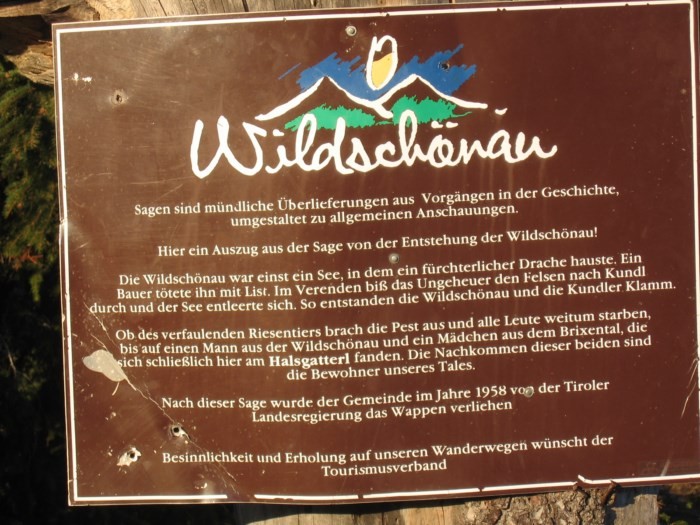 Wildschönau
Sagen sind mündliche Überlieferungen aus Vorgängen in der Geschichte,
umgestaltet zu allgemeinen Anschauungen.
Hier ein Auszug aus der Sage von der Entstehung der Wildschönau!
Die Wildschönau war einst ein See, in dem ein fürchterlicher Drache hauste. Ein
Bauer tötete ihn mit List. Im Verenden biß das Ungeheuer den Felsen nach Kundl
durch und der See entleerte sich. So entstanden die Wildschönau und die Kundler Klamm.
Ob des verfaulenden Riesentiers brach die Pest aus und alle Leute weitum starben,
bis auf einen Mann aus der Wildschönau und ein Mädchen aus dem Brixental, die
sich schließlich hier am Halsgatterl fanden. Die Nachkommen dieser beiden sind
die Bewohner unseres Tales.
Nach dieser Sage wurde der Gemeinde im Jahre 1958 von der Tiroler
Landesregierung das Wappen verliehen
Besinnlichkeit und Erholung auf unseren Wanderwegen wünscht der
Tourismusverband